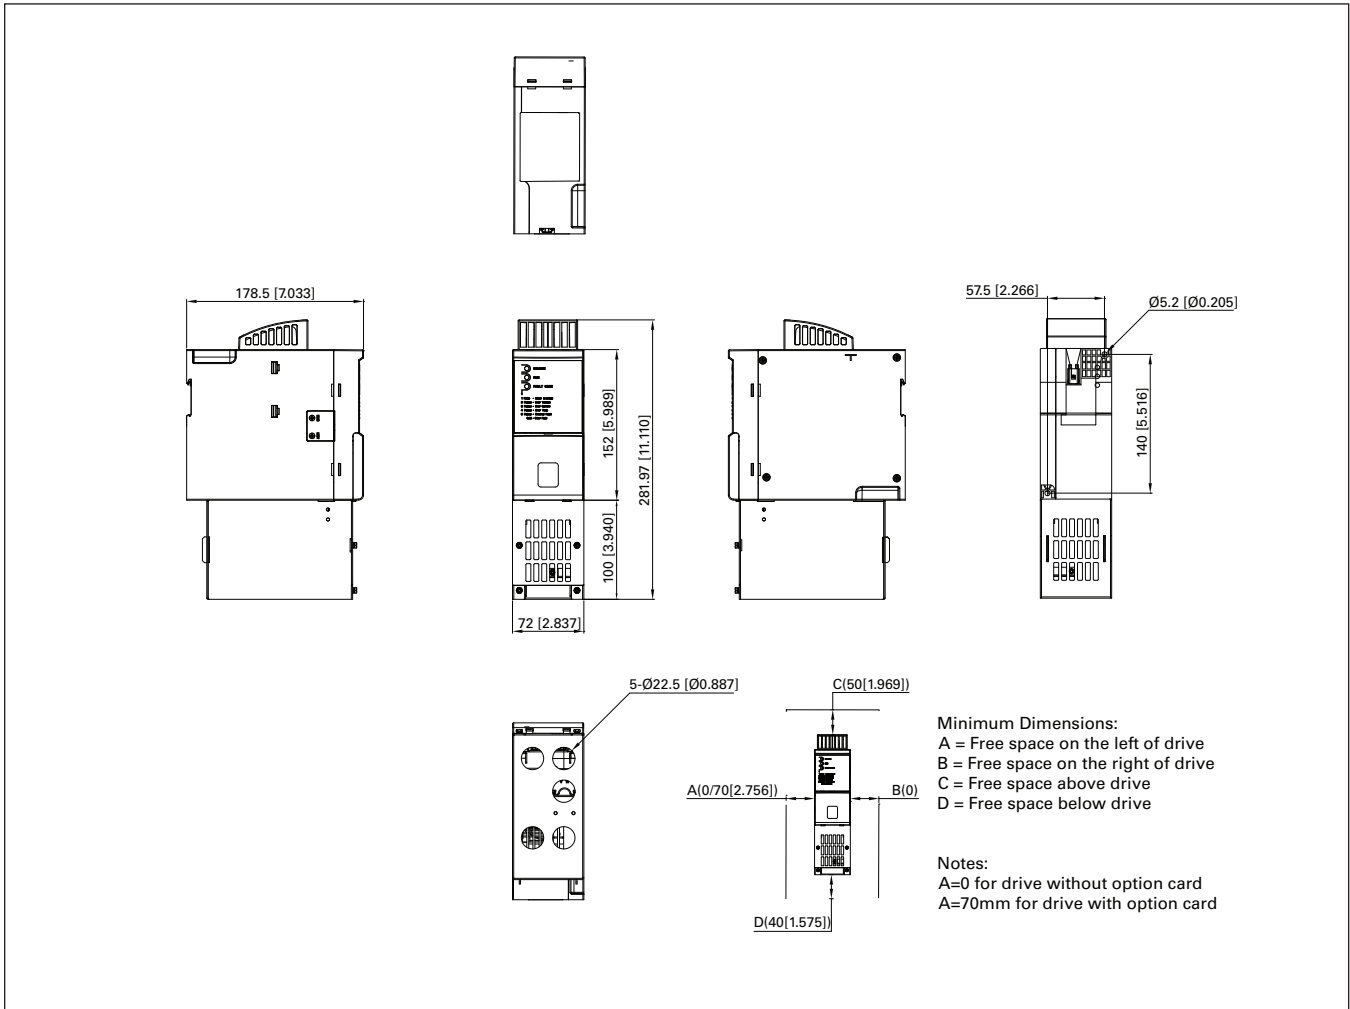 178.5 [7.033]
57.5 [2.266]
Ø5.2 [Ø0.205]
152 [5.989]
281.97 [11.110]
140 [5.516]
100 [3.940]
72 [2.837]
5-Ø22.5 [Ø0.887]
C(50[1.969])
Minimum Dimensions:
A = Free space on the left of drive
B = Free space on the right of drive
C = Free space above drive
D = Free space below drive
A(0/70[2.756])
B(0)
Notes:
A=0 for drive without option card
A=70mm for drive with option card
D(40[1.575])